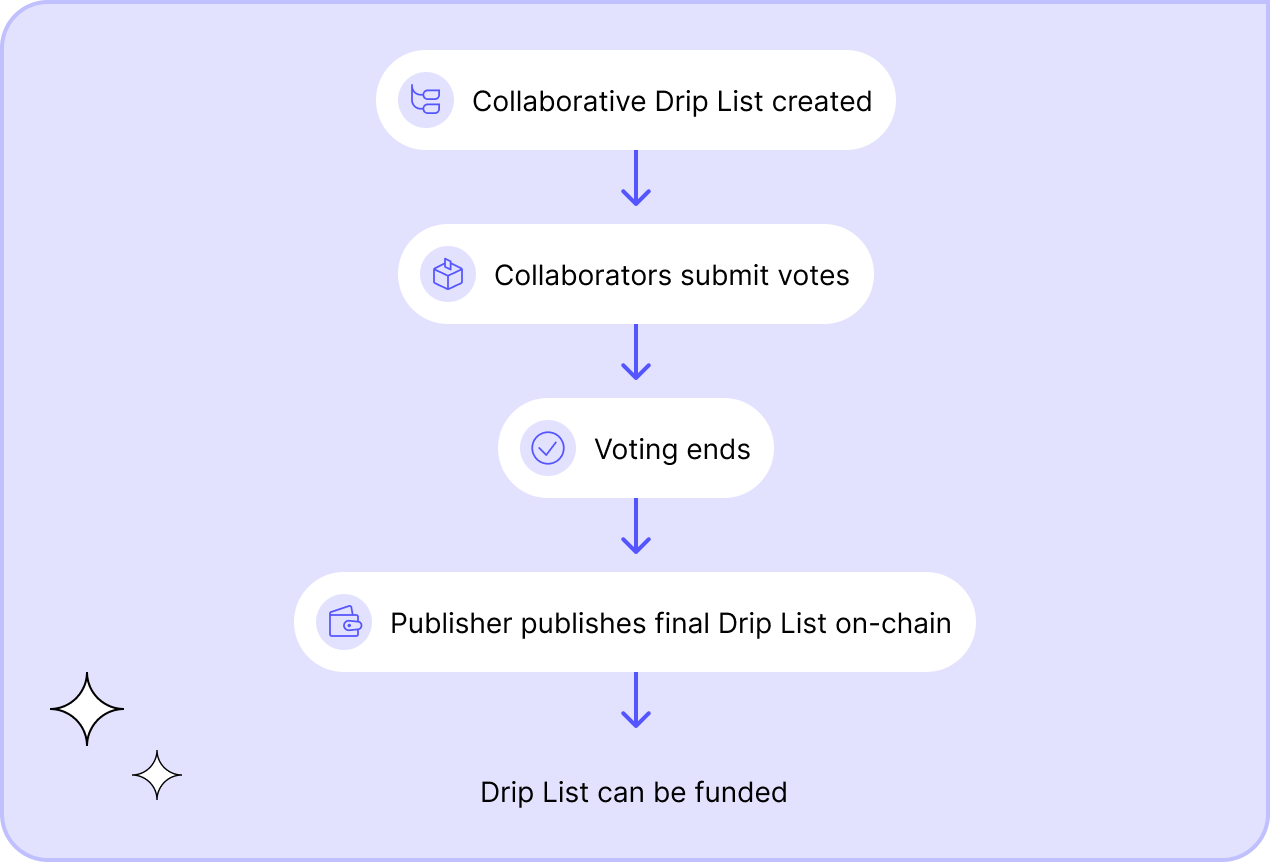 Collaborative Drip List created
Collaborators submit votes
Voting ends
Publisher publishes final Drip List on-chain
Drip List can be funded